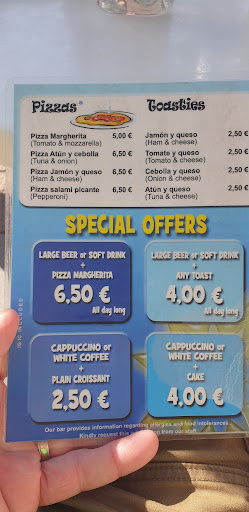 Pizzas Toasties
Pizza Margherita 5,00 €
(Tomato & mozzarella)
Pizza Atún y cebolla 6,50 €
(Tuna & onion)
Pizza Jamón y queso 6,50 €
(Ham & cheese)
Pizza salami picante 6,50 €
(Pepperoni)
Jamón y queso 2,50 €
(Ham & cheese)
Tomate y queso 2,50 €
(Tomato & cheese)
Cebolla y queso 2,50 €
(Onion & cheese)
Atún y queso 2,50 €
(Tuna & cheese)
SPECIAL OFFERS
LARGE BEER or SOFT DRINK
+
PIZZA MARGHERITA
6,50 €
All day long
LARGE BEER or SOFT DRINK
+
ANY TOAST
4,00 €
All day long
CAPPUCCINO or
WHITE COFFEE
+
PLAIN CROISSANT
2,50 €
CAPPUCCINO or
WHITE COFFEE
+
CAKE
4,00 €
Our bar provides information regarding allergies and food intolerances.
Kindly request this from our staff.